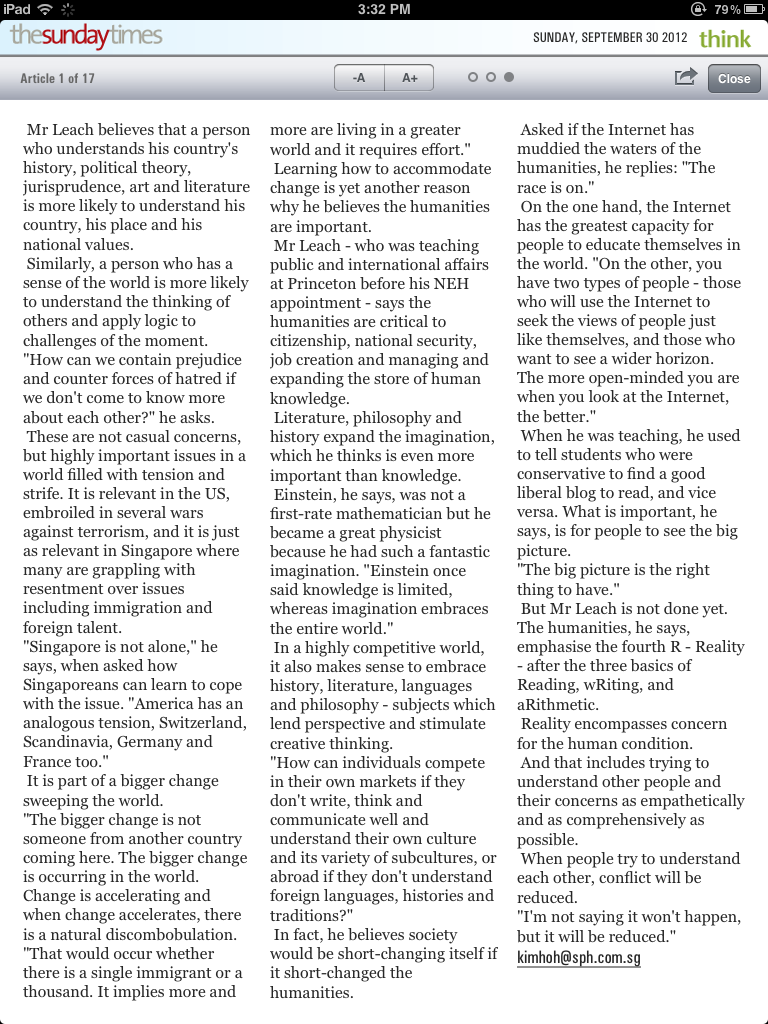 iPad 3:32 PM 79%
thesundaytimes SUNDAY, SEPTEMBER 30 2012 think
Article 1 of 17 -A A+ Close
Mr Leach believes that a person
who understands his country's
history, political theory,
jurisprudence, art and literature
is more likely to understand his
country, his place and his
national values.
Similarly, a person who has a
sense of the world is more likely
to understand the thinking of
others and apply logic to
challenges of the moment.
"How can we contain prejudice
and counter forces of hatred if
we don't come to know more
about each other?" he asks.
These are not casual concerns,
but highly important issues in a
world filled with tension and
strife. It is relevant in the US,
embroiled in several wars
against terrorism, and it is just
as relevant in Singapore where
many are grappling with
resentment over issues
including immigration and
foreign talent.
"Singapore is not alone," he
says, when asked how
Singaporeans can learn to cope
with the issue. "America has an
analogous tension, Switzerland,
Scandinavia, Germany and
France too."
It is part of a bigger change
sweeping the world.
"The bigger change is not
someone from another country
coming here. The bigger change
is occurring in the world.
Change is accelerating and
when change accelerates, there
is a natural discombobulation.
"That would occur whether
there is a single immigrant or a
thousand. It implies more and
more are living in a greater
world and it requires effort."
Learning how to accommodate
change is yet another reason
why he believes the humanities
are important.
Mr Leach - who was teaching
public and international affairs
at Princeton before his NEH
appointment - says the
humanities are critical to
citizenship, national security,
job creation and managing and
expanding the store of human
knowledge.
Literature, philosophy and
history expand the imagination,
which he thinks is even more
important than knowledge.
Einstein, he says, was not a
first-rate mathematician but he
became a great physicist
because he had such a fantastic
imagination. "Einstein once
said knowledge is limited,
whereas imagination embraces
the entire world."
In a highly competitive world,
it also makes sense to embrace
history, literature, languages
and philosophy - subjects which
lend perspective and stimulate
creative thinking.
"How can individuals compete
in their own markets if they
don't write, think and
communicate well and
understand their own culture
and its variety of subcultures, or
abroad if they don't understand
foreign languages, histories and
traditions?"
In fact, he believes society
would be short-changing itself if
it short-changed the
humanities.
Asked if the Internet has
muddied the waters of the
humanities, he replies: "The
race is on."
On the one hand, the Internet
has the greatest capacity for
people to educate themselves in
the world. "On the other, you
have two types of people - those
who will use the Internet to
seek the views of people just
like themselves, and those who
want to see a wider horizon.
The more open-minded you are
when you look at the Internet,
the better."
When he was teaching, he used
to tell students who were
conservative to find a good
liberal blog to read, and vice
versa. What is important, he
says, is for people to see the big
picture.
"The big picture is the right
thing to have."
But Mr Leach is not done yet.
The humanities, he says,
emphasise the fourth R - Reality
- after the three basics of
Reading, wRiting, and
aRithmetic.
Reality encompasses concern
for the human condition.
And that includes trying to
understand other people and
their concerns as empathetically
and as comprehensively as
possible.
When people try to understand
each other, conflict will be
reduced.
"I'm not saying it won't happen,
but it will be reduced."
kimhoh@sph.com.sg